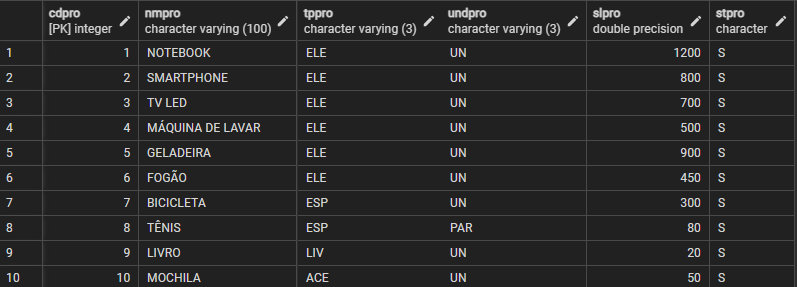 cdpro nmpro tppro undpro slpro stpro
[PK] integer character varying (100) character varying (3) character varying (3) double precision character
1 1 NOTEBOOK ELE UN 1200 S
2 2 SMARTPHONE ELE UN 800 S
3 3 TV LED ELE UN 700 S
4 4 MÁQUINA DE LAVAR ELE UN 500 S
5 5 GELADEIRA ELE UN 900 S
6 6 FOGÃO ELE UN 450 S
7 7 BICICLETA ESP UN 300 S
8 8 TÊNIS ESP PAR 80 S
9 9 LIVRO LIV UN 20 S
10 10 MOCHILA ACE UN 50 S